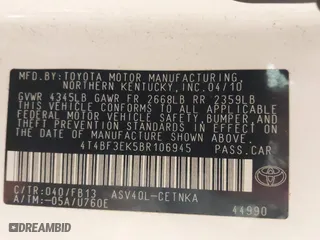 MFD.BY:TOYOTA MOTOR MANUFACTURING,
NORTHERN KENTUCKY,INC.04/10
GVWR 4345LB GAWR FR 2668LB RR 2359LB
THIS VEHICLE CONFORMS TO ALL APPLICABLE
FEDERAL MOTOR VEHICLE SAFETY, BUMPER, AND
THEFT PREVENTION STANDARDS IN EFFECT ON
THE DATE OF MANUFACTURE SHOWN ABOVE.
4T4BF3EK5BR106945 PASS.CAR
C/TR:040/FB13 ASV40L-CETNKA
A/TM:-05A/U760E
44990
TOYOTA
DREAMBID